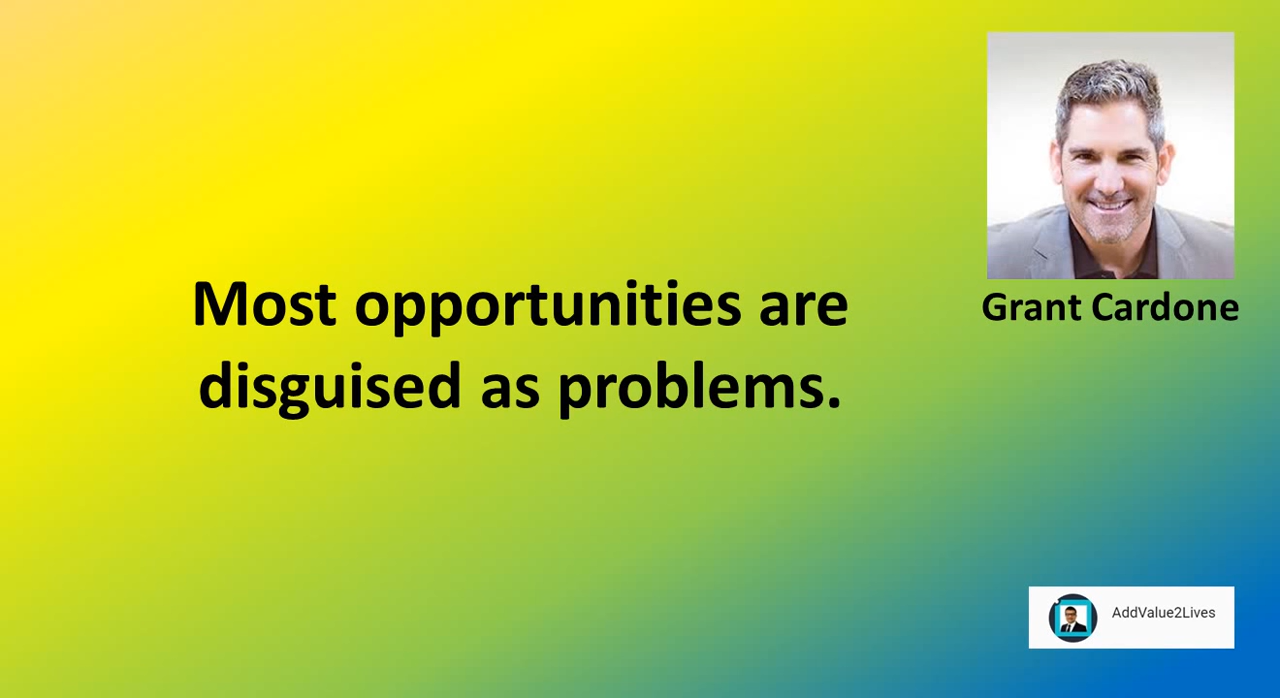 Most opportunities are
disguised as problems.
Grant Cardone
AddValue2Lives